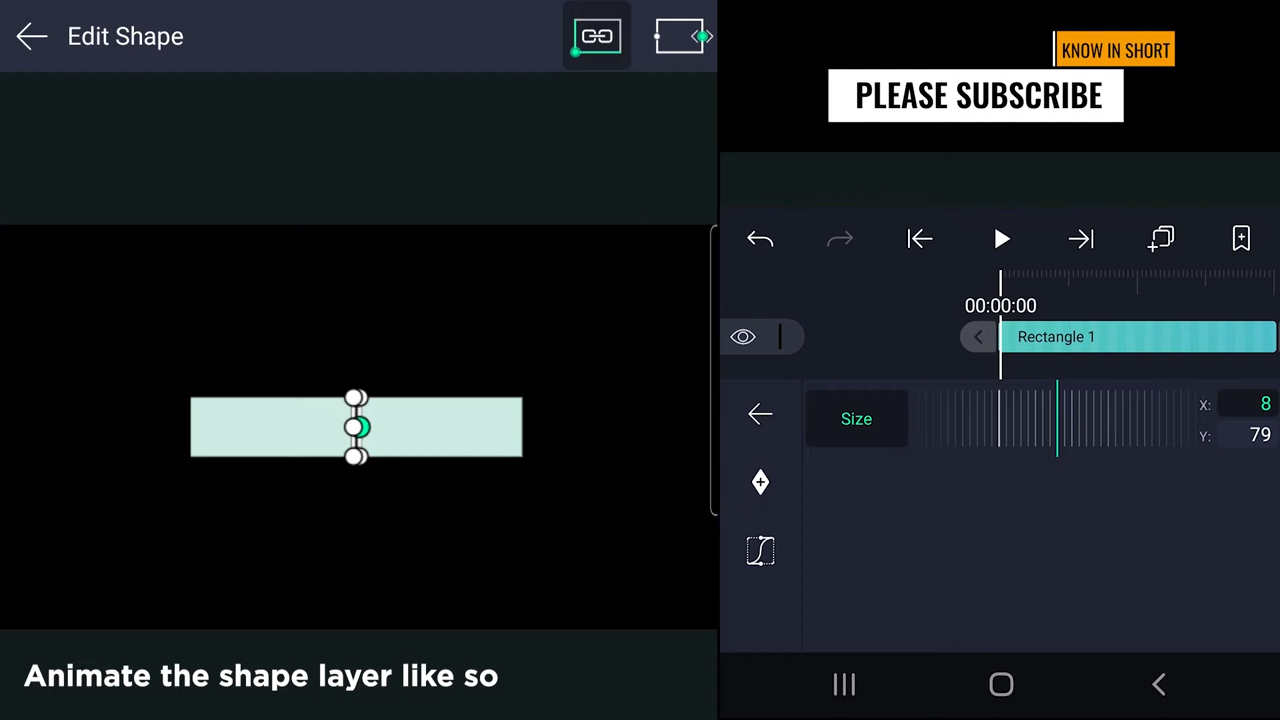 Edit Shape
KNOW IN SHORT
PLEASE SUBSCRIBE
00:00:00
Rectangle 1
Size
X: 8
Y: 79
Animate the shape layer like so